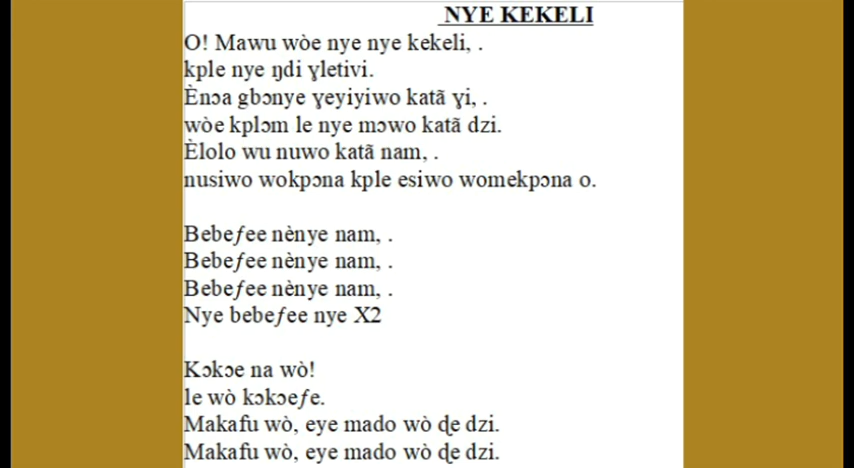 NYE KEKELI
O! Mawu wòe nye nye kekeli, .
kple nye ŋdi ɣletivi.
Ènɔa gbɔnye ɣeyiyiwo katã ɣi, .
wòe kplɔm le nye mɔwo katã dzi.
Èlolo wu nuwo katã nam, .
nusiwo wokpɔna kple esiwo womekpɔna o.
Bebeƒee nènye nam, .
Bebeƒee nènye nam, .
Bebeƒee nènye nam, .
Nye bebeƒee nye X2
Kɔkɔe na wò!
le wò kɔkɔeƒe.
Makafu wò, eye mado wò ɖe dzi.
Makafu wò, eye mado wò ɖe dzi.